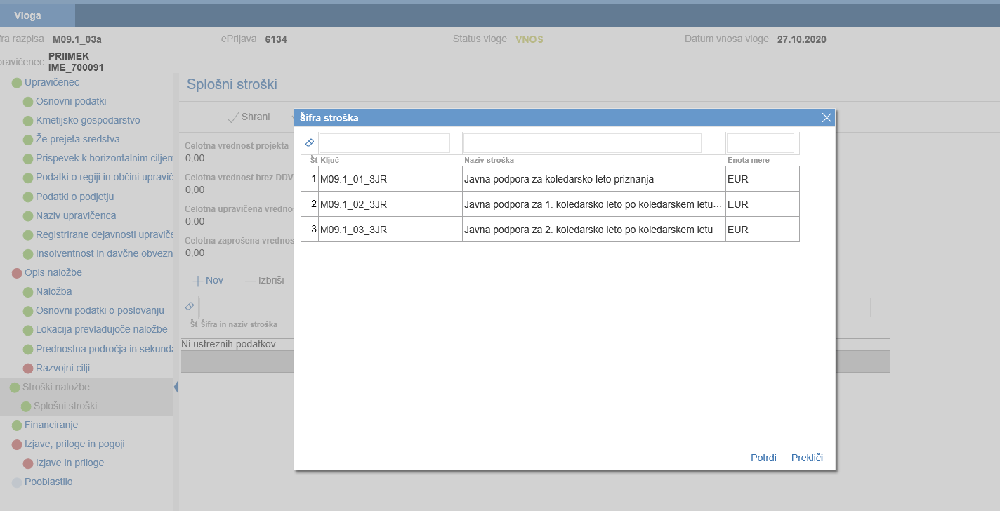 Vloga
fra razpisa M09.1_03a ePrijava 6134 Status vloge VNOS Datum vnosa vloge 27.10.2020
pravičenec PRIIMEK
IME_700091
Upravičenec
Osnovni podatki
Kmetijsko gospodarstvo
Že prejeta sredstva
Prispevek k horizontalnim ciljem
Podatki o regiji in občini upravič
Podatki o podjetju
Naziv upravičenca
Registrirane dejavnosti upraviče
Insolventnost in davčne obvezn
Opis naložbe
Naložba
Osnovni podatki o poslovanju
Lokacija prevladujoče naložbe
Prednostna področja in sekunda
Razvojni cilji
Stroški naložbe
Splošni stroški
Financiranje
Izjave, priloge in pogoji
Izjave in priloge
Pooblastilo
Splošni stroški
Shrani
Celotna vrednost projekta
0,00
Celotna vrednost brez DDV
0,00
Celotna upravičena vredno
0,00
Celotna zaprošena vrednos
0,00
Nov Izbriši
Št Šifra in naziv stroška
Ni ustreznih podatkov.
Šifra stroška
Št Ključ Naziv stroška Enota mere
1 M09.1_01_3JR Javna podpora za koledarsko leto priznanja EUR
2 M09.1_02_3JR Javna podpora za 1. koledarsko leto po koledarskem letu... EUR
3 M09.1_03_3JR Javna podpora za 2. koledarsko leto po koledarskem letu... EUR
Potrdi Prekliči